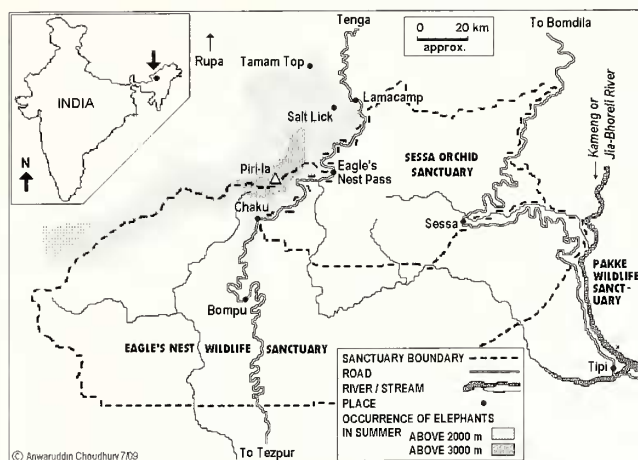 Tenga
0 20 km
approx.
To Bomdila
Rupa
Tamam Top
Lamacamp
INDIA
Salt Lick
Kameng or
Jia-Bhoreli River
N
Piri-la
Eagle's
Nest Pass
SESSA ORCHID
SANCTUARY
Chaku
Sessa
PAKKE
WILDLIFE
SANCT-
UARY
Bompu
EAGLE'S NEST WILDLIFE SANCTUARY
Tipi
SANCTUARY BOUNDARY
ROAD
RIVER / STREAM
PLACE
OCCURRENCE OF ELEPHANTS
IN SUMMER
ABOVE 2000 m
ABOVE 3000 m
To Tezpur
© Anwaruddin Choudhury 7/09